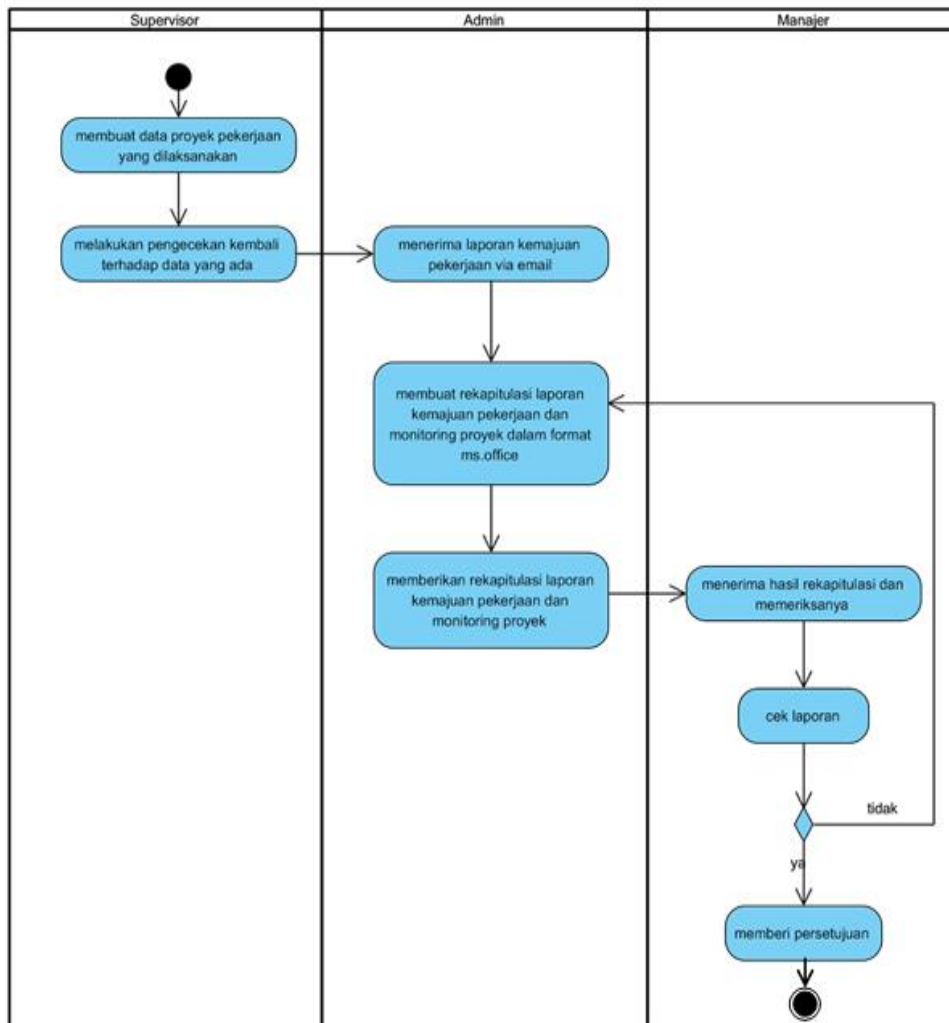 Supervisor
Admin
Manajer
membuat data proyek pekerjaan
yang dilaksanakan
melakukan pengecekan kembali
terhadap data yang ada
menerima laporan kemajuan
pekerjaan via email
membuat rekapitulasi laporan
kemajuan pekerjaan dan
monitoring proyek dalam format
ms.office
memberikan rekapitulasi laporan
kemajuan pekerjaan dan
monitoring proyek
menerima hasil rekapitulasi dan
memeriksanya
cek laporan
tidak
ya
memberi persetujuan